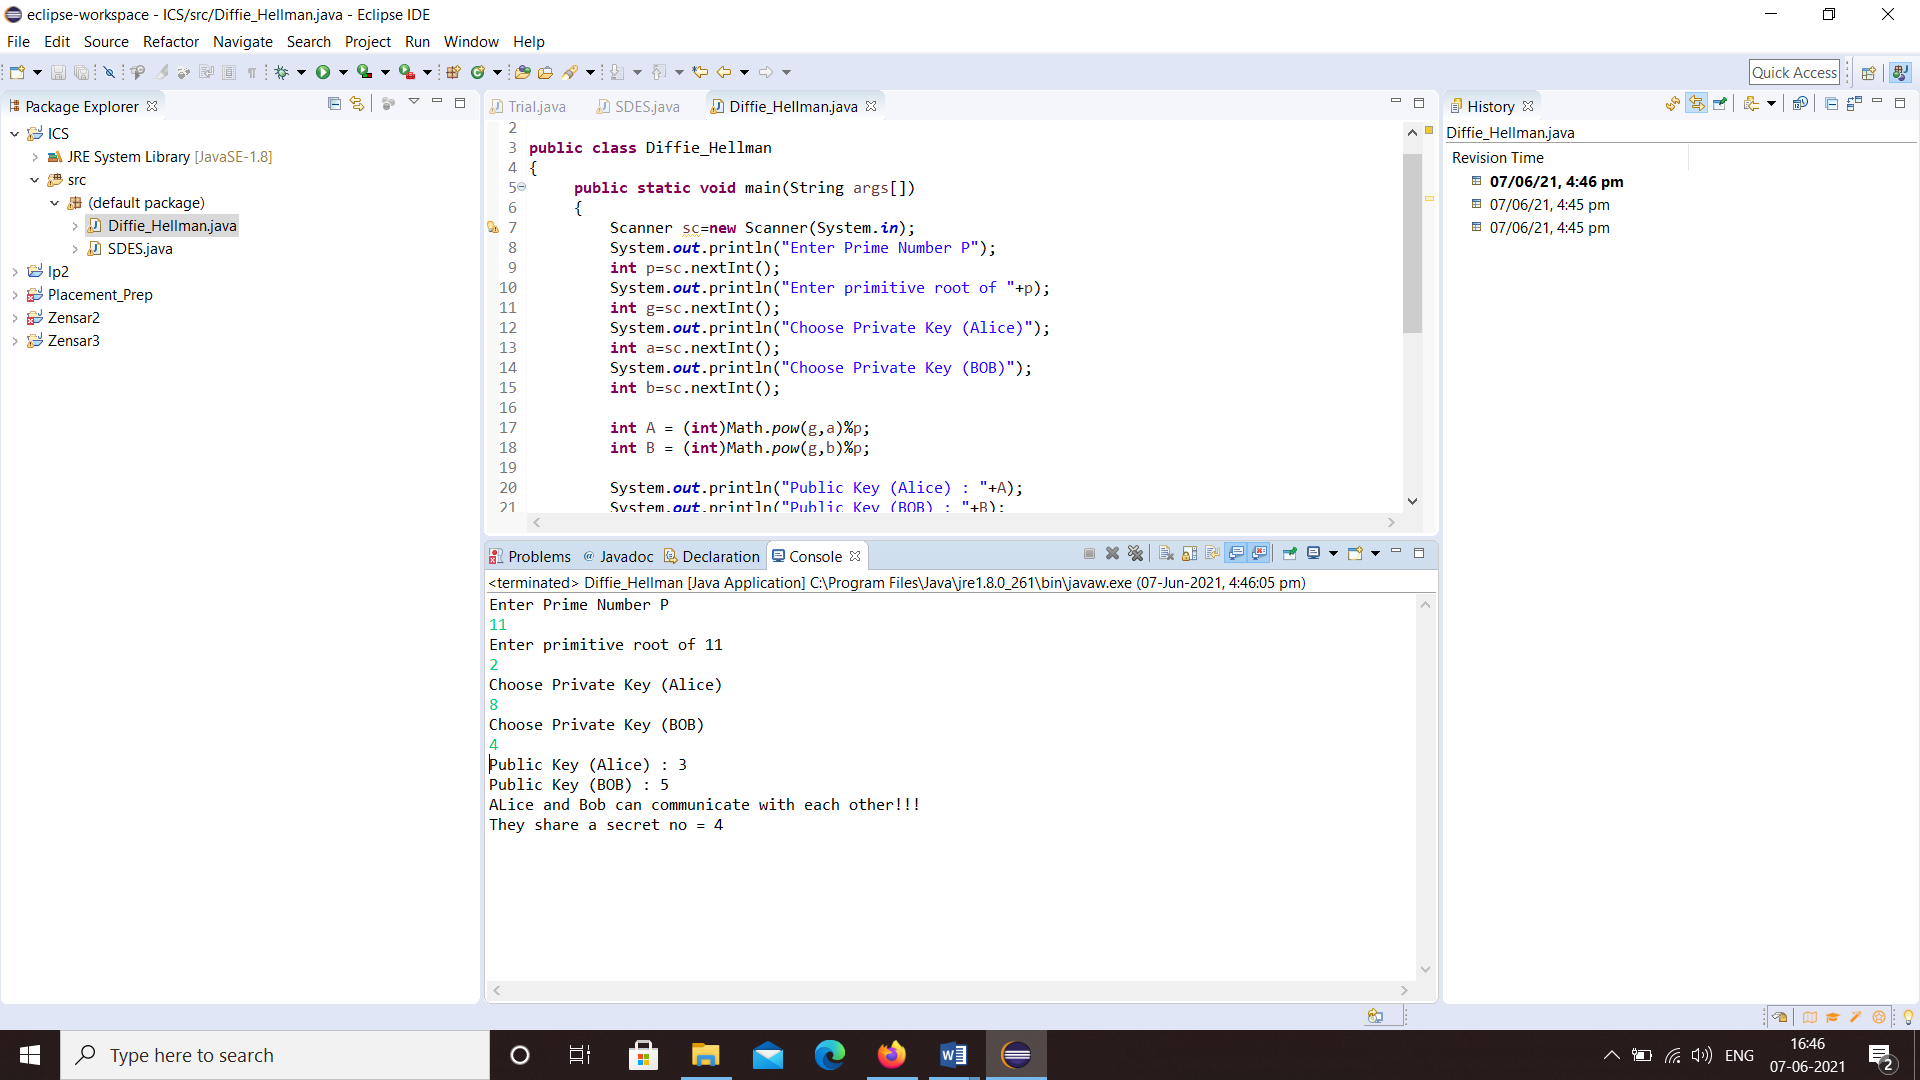 eclipse-workspace - ICS/src/Diffie_Hellman.java - Eclipse IDE
File Edit Source Refactor Navigate Search Project Run Window Help
Quick Access
Package Explorer
ICS
JRE System Library [JavaSE-1.8]
src
(default package)
Diffie_Hellman.java
SDES.java
Ip2
Placement_Prep
Zensar2
Zensar3
Trial.java SDES.java Diffie_Hellman.java
2
3 public class Diffie_Hellman
4 {
5 public static void main(String args[])
6 {
7 Scanner sc=new Scanner(System.in);
8 System.out.println("Enter Prime Number P");
9 int p=sc.nextInt();
10 System.out.println("Enter primitive root of "+p);
11 int g=sc.nextInt();
12 System.out.println("Choose Private Key (Alice)");
13 int a=sc.nextInt();
14 System.out.println("Choose Private Key (BOB)");
15 int b=sc.nextInt();
16
17 int A = (int)Math.pow(g,a)%p;
18 int B = (int)Math.pow(g,b)%p;
19
20 System.out.println("Public Key (Alice) : "+A);
21 System.out.println("Public Key (BOB) : "+B);
Problems Javadoc Declaration Console
<terminated> Diffie_Hellman [Java Application] C:\Program Files\Java\jre1.8.0_261\bin\javaw.exe (07-Jun-2021, 4:46:05 pm)
Enter Prime Number P
11
Enter primitive root of 11
2
Choose Private Key (Alice)
8
Choose Private Key (BOB)
4
Public Key (Alice) : 3
Public Key (BOB) : 5
ALice and Bob can communicate with each other!!!
They share a secret no = 4
History
Diffie_Hellman.java
Revision Time
07/06/21, 4:46 pm
07/06/21, 4:45 pm
07/06/21, 4:45 pm
Type here to search
ENG
16:46
07-06-2021
2